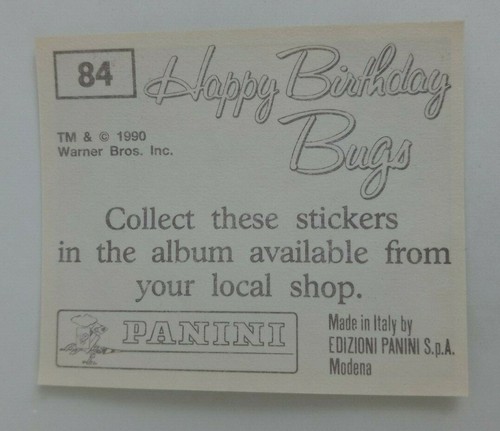 84
Happy Birthday
Bugs
TM & © 1990
Warner Bros. Inc.
Collect these stickers
in the album available from
your local shop.
PANINI
Made in Italy by
EDIZIONI PANINI S.p.A.
Modena